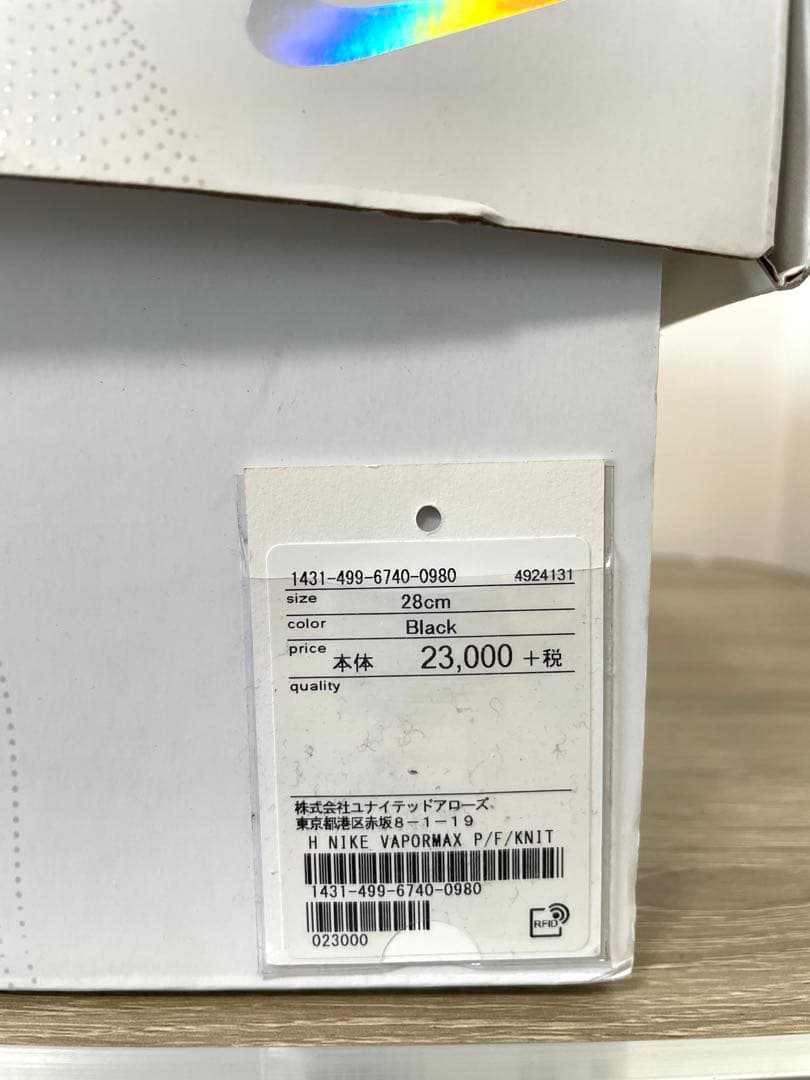 1431-499-6740-0980 4924131
size 28cm
color Black
price 本体 23,000 +税
quality
株式会社ユナイテッドアローズ、
東京都港区赤坂8-1-19
H NIKE VAPORMAX P/F/KNIT
1431-499-6740-0980
023000
RFID